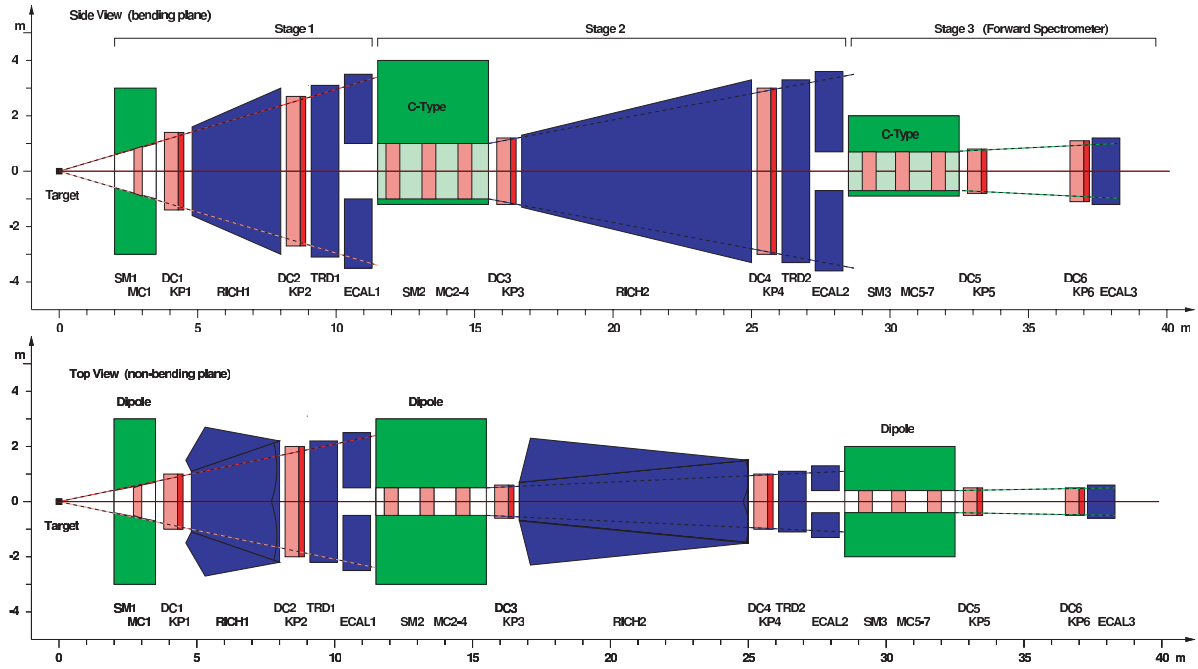 m
Side View (bending plane)
Stage 1
Stage 2
Stage 3 (Forward Spectrometer)
4
2
0
-2
-4
C-Type
C-Type
Target
SM1 DC1 DC2 TRD1 DC3 DC4 TRD2 DC5 DC6
MC1 KP1 RICH1 KP2 ECAL1 SM2 MC2-4 KP3 RICH2 KP4 ECAL2 SM3 MC5-7 KP5 KP6 ECAL3
0 5 10 15 20 25 30 35 40 m
m
Top View (non-bending plane)
4
2
0
-2
-4
Dipole
Dipole
Dipole
Target
SM1 DC1 DC2 TRD1 DC3 DC4 TRD2 DC5 DC6
MC1 KP1 RICH1 KP2 ECAL1 SM2 MC2-4 KP3 RICH2 KP4 ECAL2 SM3 MC5-7 KP5 KP6 ECAL3
0 5 10 15 20 25 30 35 40 m